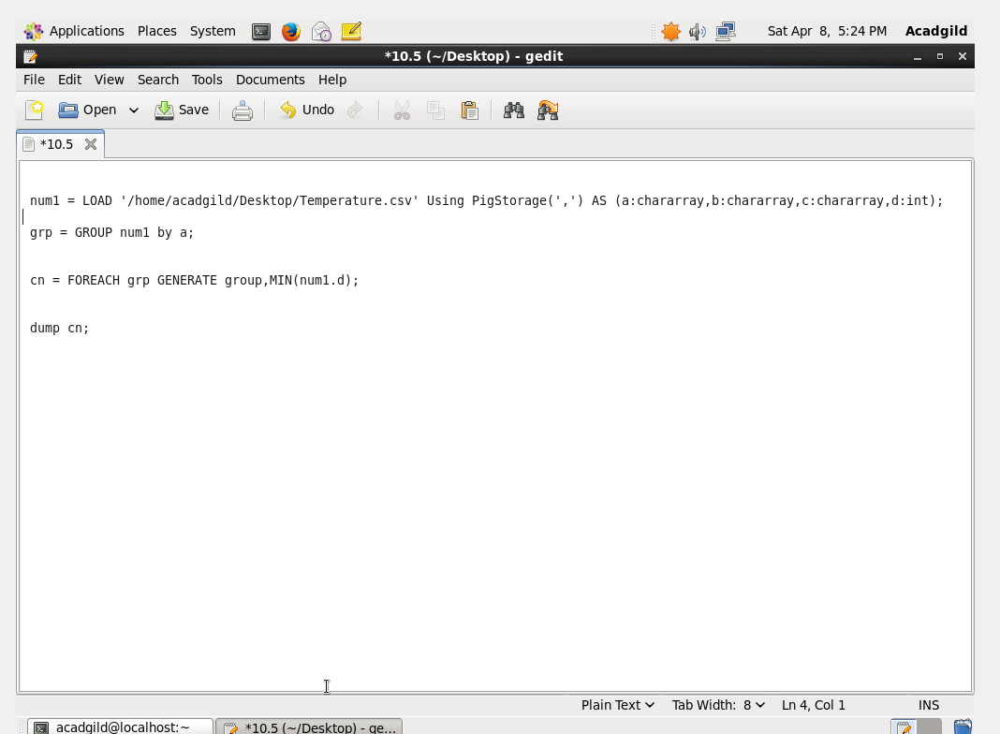 Applications Places System Sat Apr 8, 5:24 PM Acadgild
*10.5 (~/Desktop) - gedit
File Edit View Search Tools Documents Help
Open Save Undo
*10.5
num1 = LOAD '/home/acadgild/Desktop/Temperature.csv' Using PigStorage(',') AS (a:chararray,b:chararray,c:chararray,d:int);
grp = GROUP num1 by a;
cn = FOREACH grp GENERATE group,MIN(num1.d);
dump cn;
Plain Text Tab Width: 8 Ln 4, Col 1 INS
acadgild@localhost:~ *10.5 (~/Desktop) - ge...